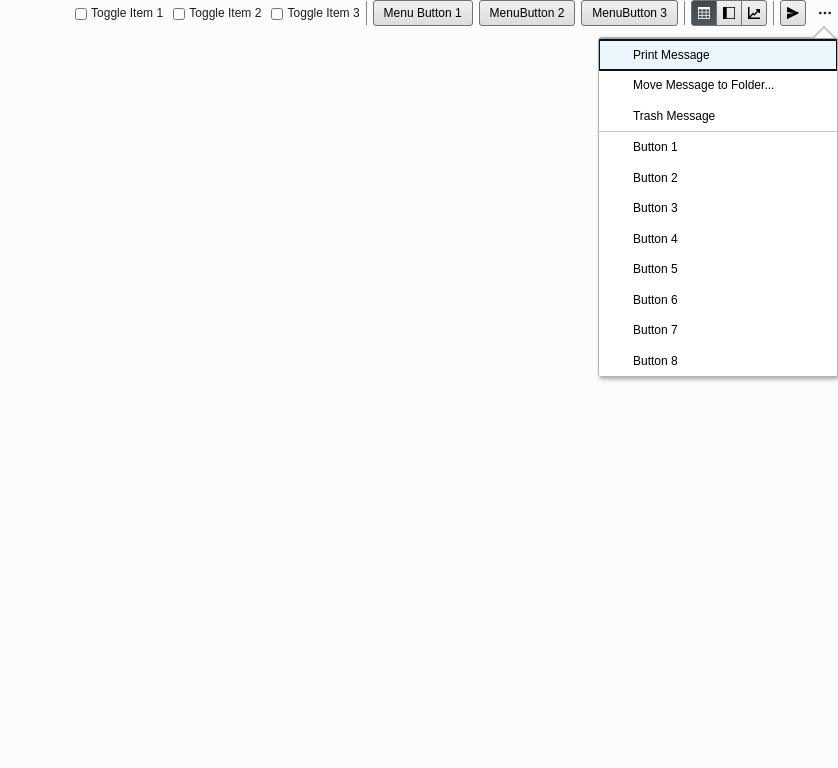 Toggle Item 1 Toggle Item 2 Toggle Item 3 Menu Button 1 MenuButton 2 MenuButton 3
Print Message
Move Message to Folder...
Trash Message
Button 1
Button 2
Button 3
Button 4
Button 5
Button 6
Button 7
Button 8